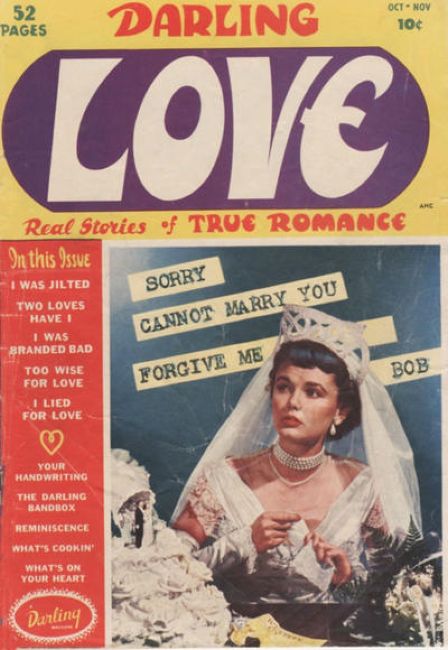 52
PAGES
DARLING
OCT • NOV
10¢
LOVE
AMC
Real Stories of TRUE ROMANCE
In this Issue
I WAS JILTED
TWO LOVES
HAVE I
I WAS
BRANDED BAD
TOO WISE
FOR LOVE
I LIED
FOR LOVE
YOUR
HANDWRITING
THE DARLING
BANDBOX
REMINISCENCE
WHAT'S COOKIN'
WHAT'S ON
YOUR HEART
Darling
SORRY
CANNOT MARRY YOU
FORGIVE ME
BOB